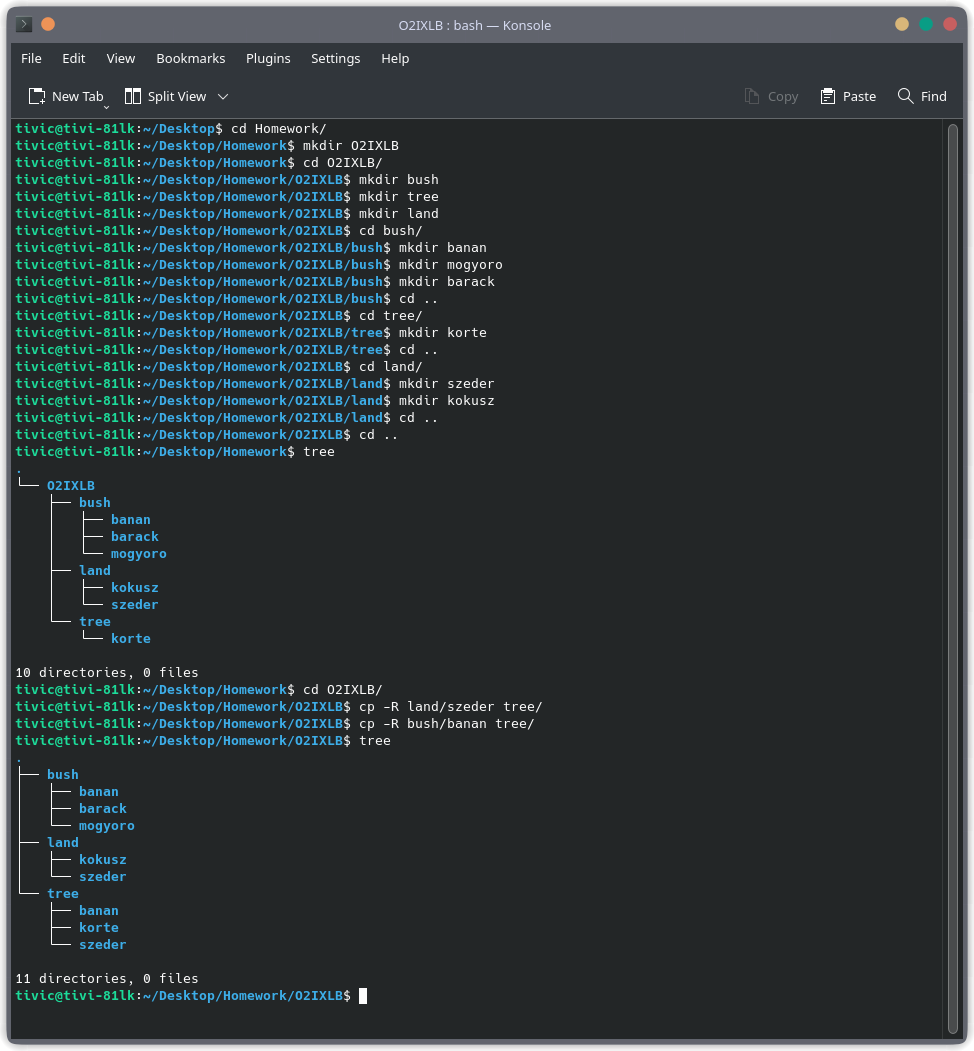 O2IXLB : bash — Konsole
File Edit View Bookmarks Plugins Settings Help
New Tab Split View Copy Paste Find
tivic@tivi-81lk:~/Desktop$ cd Homework/
tivic@tivi-81lk:~/Desktop/Homework$ mkdir O2IXLB
tivic@tivi-81lk:~/Desktop/Homework$ cd O2IXLB/
tivic@tivi-81lk:~/Desktop/Homework/O2IXLB$ mkdir bush
tivic@tivi-81lk:~/Desktop/Homework/O2IXLB$ mkdir tree
tivic@tivi-81lk:~/Desktop/Homework/O2IXLB$ mkdir land
tivic@tivi-81lk:~/Desktop/Homework/O2IXLB$ cd bush/
tivic@tivi-81lk:~/Desktop/Homework/O2IXLB/bush$ mkdir banan
tivic@tivi-81lk:~/Desktop/Homework/O2IXLB/bush$ mkdir mogyoro
tivic@tivi-81lk:~/Desktop/Homework/O2IXLB/bush$ mkdir barack
tivic@tivi-81lk:~/Desktop/Homework/O2IXLB/bush$ cd ..
tivic@tivi-81lk:~/Desktop/Homework/O2IXLB$ cd tree/
tivic@tivi-81lk:~/Desktop/Homework/O2IXLB/tree$ mkdir korte
tivic@tivi-81lk:~/Desktop/Homework/O2IXLB/tree$ cd ..
tivic@tivi-81lk:~/Desktop/Homework/O2IXLB$ cd land/
tivic@tivi-81lk:~/Desktop/Homework/O2IXLB/land$ mkdir szeder
tivic@tivi-81lk:~/Desktop/Homework/O2IXLB/land$ mkdir kokusz
tivic@tivi-81lk:~/Desktop/Homework/O2IXLB/land$ cd ..
tivic@tivi-81lk:~/Desktop/Homework/O2IXLB$ cd ..
tivic@tivi-81lk:~/Desktop/Homework$ tree
.
└── O2IXLB
    ├── bush
    │   ├── banan
    │   ├── barack
    │   └── mogyoro
    ├── land
    │   ├── kokusz
    │   └── szeder
    └── tree
        └── korte
10 directories, 0 files
tivic@tivi-81lk:~/Desktop/Homework$ cd O2IXLB/
tivic@tivi-81lk:~/Desktop/Homework/O2IXLB$ cp -R land/szeder tree/
tivic@tivi-81lk:~/Desktop/Homework/O2IXLB$ cp -R bush/banan tree/
tivic@tivi-81lk:~/Desktop/Homework/O2IXLB$ tree
.
├── bush
│   ├── banan
│   ├── barack
│   └── mogyoro
├── land
│   ├── kokusz
│   └── szeder
└── tree
    ├── banan
    ├── korte
    └── szeder
11 directories, 0 files
tivic@tivi-81lk:~/Desktop/Homework/O2IXLB$